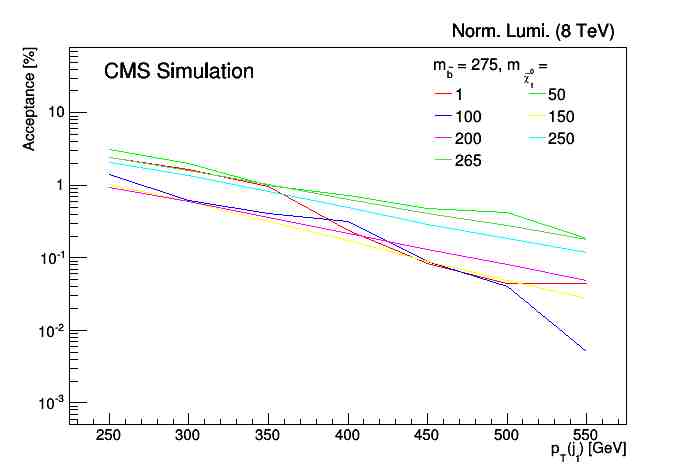 Norm. Lumi. (8 TeV)
CMS Simulation
m_b̃ = 275, m_χ̃⁰₁ =
1
50
100
150
200
250
265
Acceptance [%]
10
1
10⁻¹
10⁻²
10⁻³
250 300 350 400 450 500 550
p_T(j_1) [GeV]